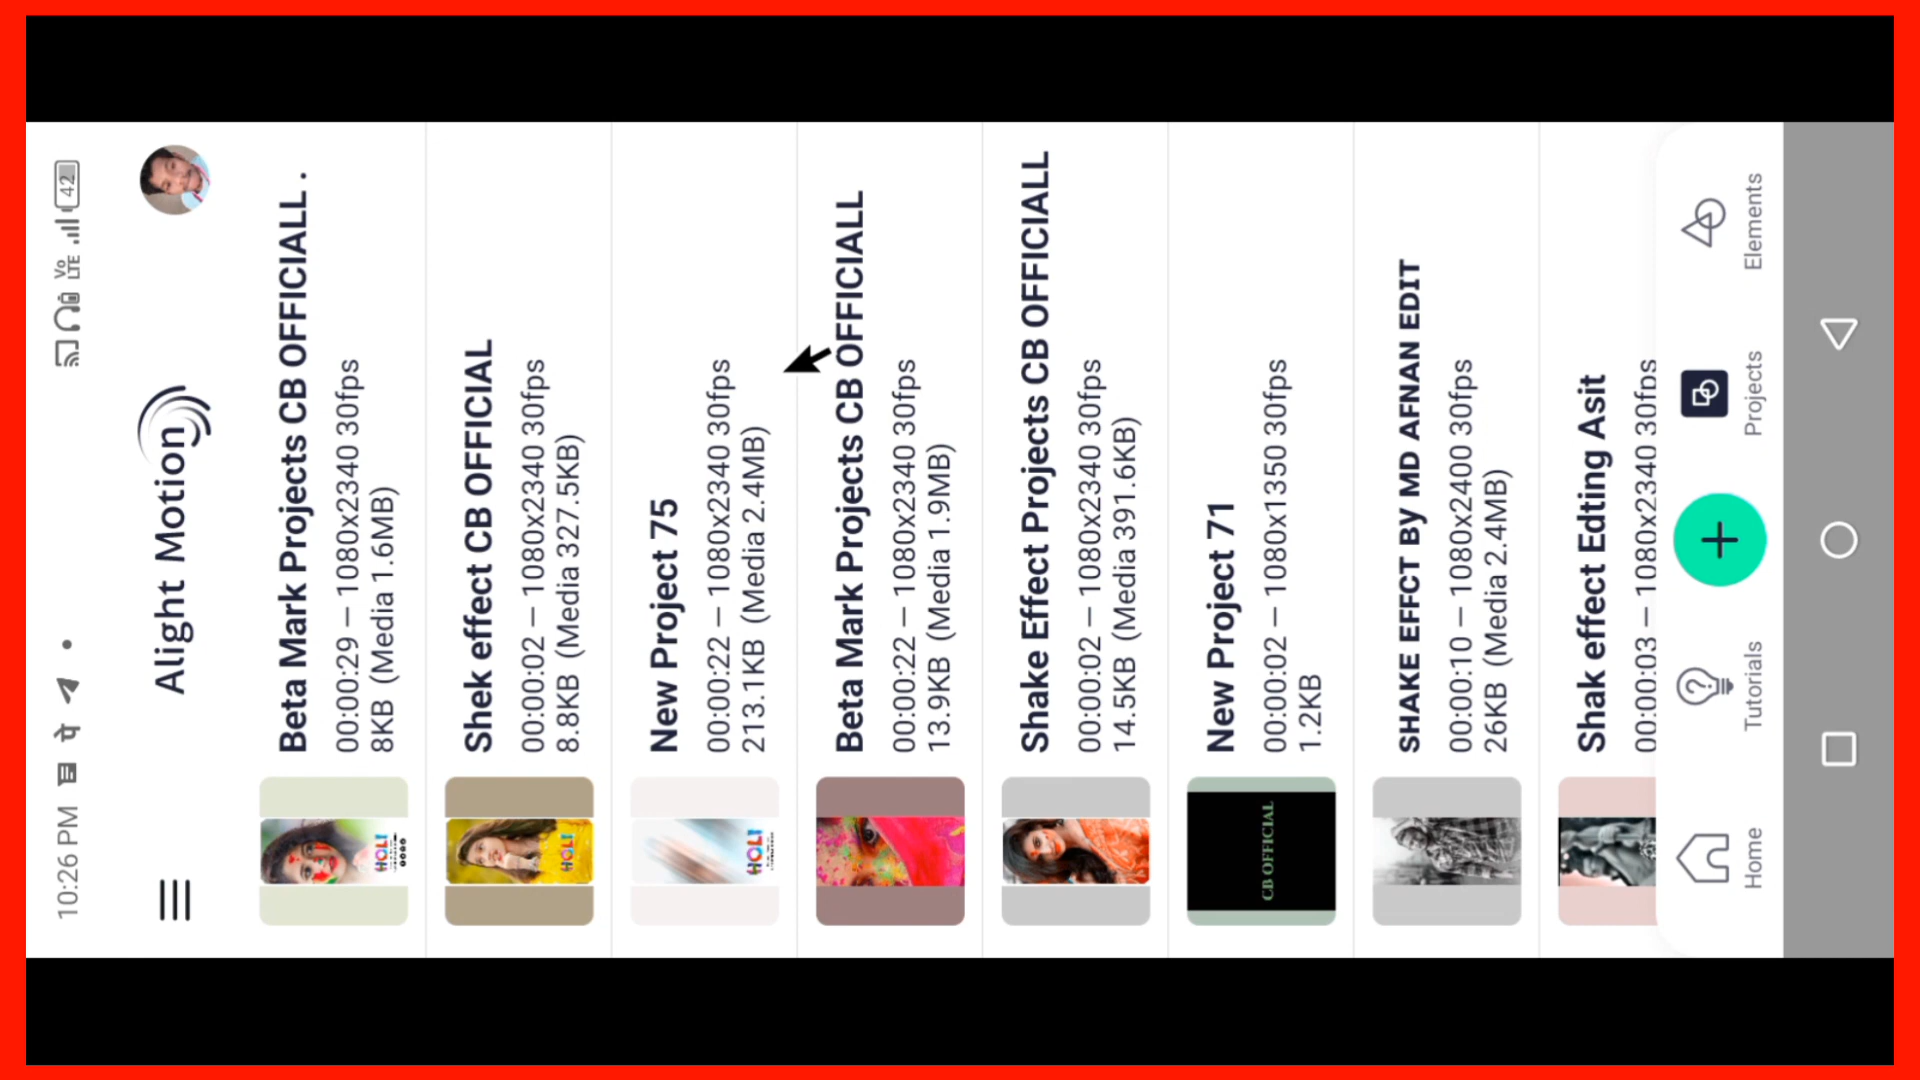 10:26 PM
42
Vo
LTE
Alight Motion
Beta Mark Projects CB OFFICIALL .
00:00:29 – 1080x2340 30fps
8KB (Media 1.6MB)
Shek effect CB OFFICIAL
00:00:02 – 1080x2340 30fps
8.8KB (Media 327.5KB)
New Project 75
00:00:22 – 1080x2340 30fps
213.1KB (Media 2.4MB)
Beta Mark Projects CB OFFICIALL
00:00:22 – 1080x2340 30fps
13.9KB (Media 1.9MB)
Shake Effect Projects CB OFFICIALL
00:00:02 – 1080x2340 30fps
14.5KB (Media 391.6KB)
New Project 71
00:00:02 – 1080x1350 30fps
1.2KB
SHAKE EFFCT BY MD AFNAN EDIT
00:00:10 – 1080x2400 30fps
26KB (Media 2.4MB)
Shak effect Edting Asit
00:00:03 – 1080x2340 30fps
HOLI
HOLI
HOLI
CB OFFICIAL
Home
Tutorials
Projects
Elements